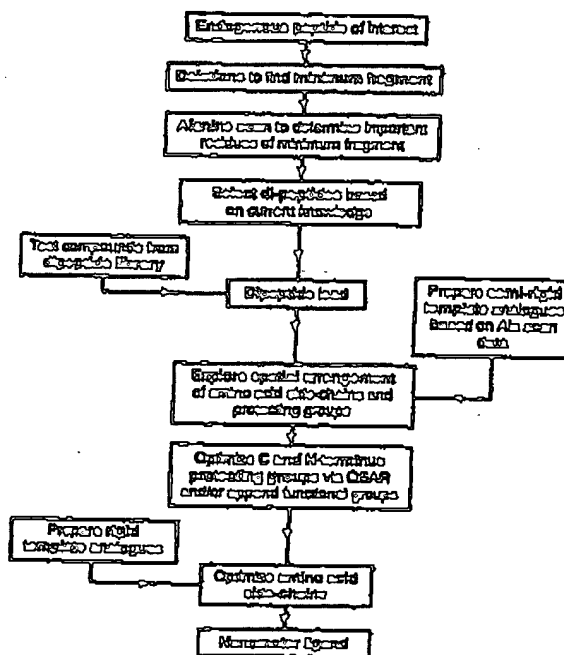 Endogenous peptide of interest
Deletions to find minimum fragment
Alanine scan to determine important
residues of minimum fragment
Select di-peptides based
on current knowledge
Test compounds from
dipeptide library
Dipeptide lead
Prepare semi-rigid
template analogues
based on Ala scan
data
Explore spatial arrangement
of amino acid side-chains and
protecting groups
Optimise C and N-terminus
protecting groups via QSAR
and/or append functional groups
Prepare rigid
template analogues
Optimise amino acid
side-chains
Nanomolar ligand